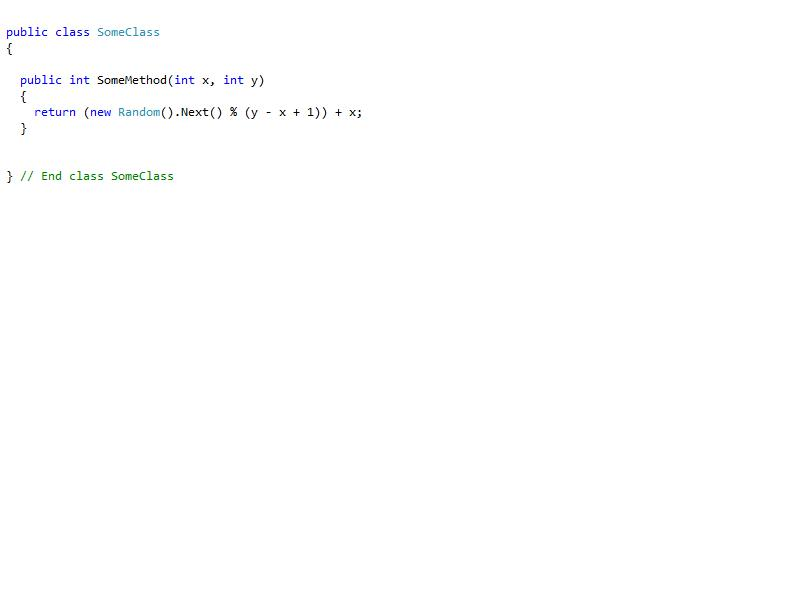 public class SomeClass
{
public int SomeMethod(int x, int y)
{
return (new Random().Next() % (y - x + 1)) + x;
}
} // End class SomeClass